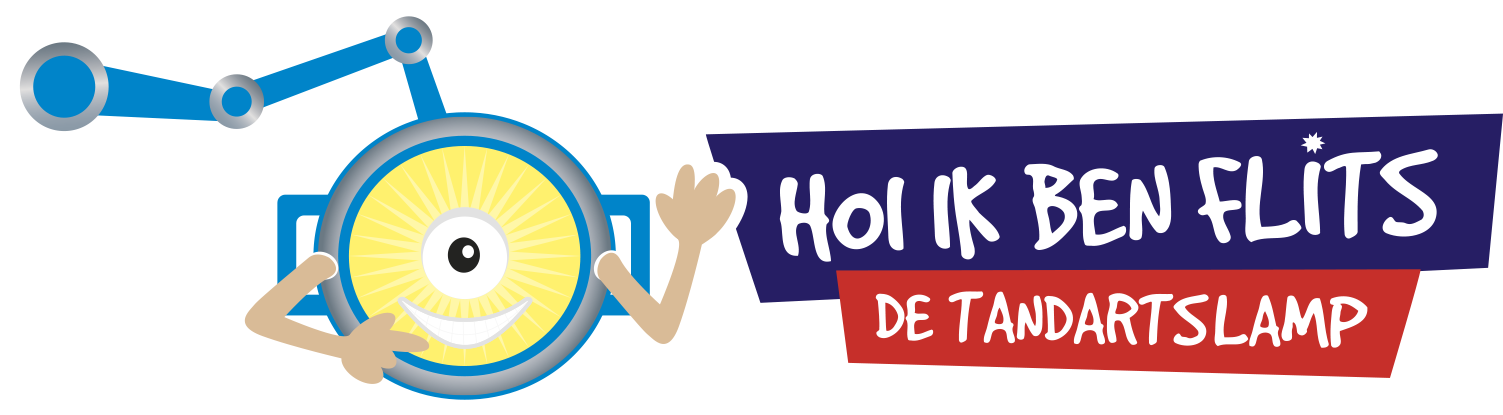 HOI IK BEN FLITS
DE TANDARTSLAMP